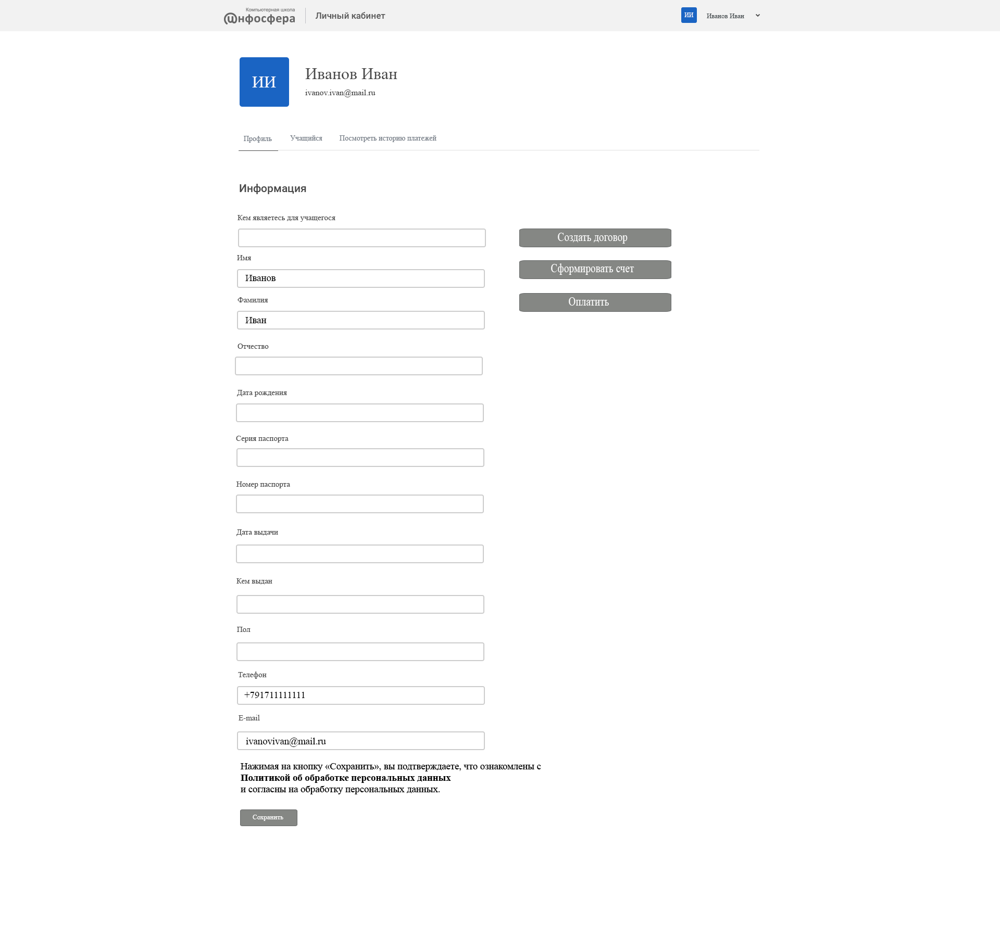 Компьютерная школа
Инфосфера
Личный кабинет
ИИ
Иванов Иван
ИИ
Иванов Иван
ivanov.ivan@mail.ru
Профиль Учащийся Посмотреть историю платежей
Информация
Кем являетесь для учащегося
Создать договор
Имя
Сформировать счет
Иванов
Фамилия
Оплатить
Иван
Отчество
Дата рождения
Серия паспорта
Номер паспорта
Дата выдачи
Кем выдан
Пол
Телефон
+791711111111
E-mail
ivanovivan@mail.ru
Нажимая на кнопку «Сохранить», вы подтверждаете, что ознакомлены с
Политикой об обработке персональных данных
и согласны на обработку персональных данных.
Сохранить